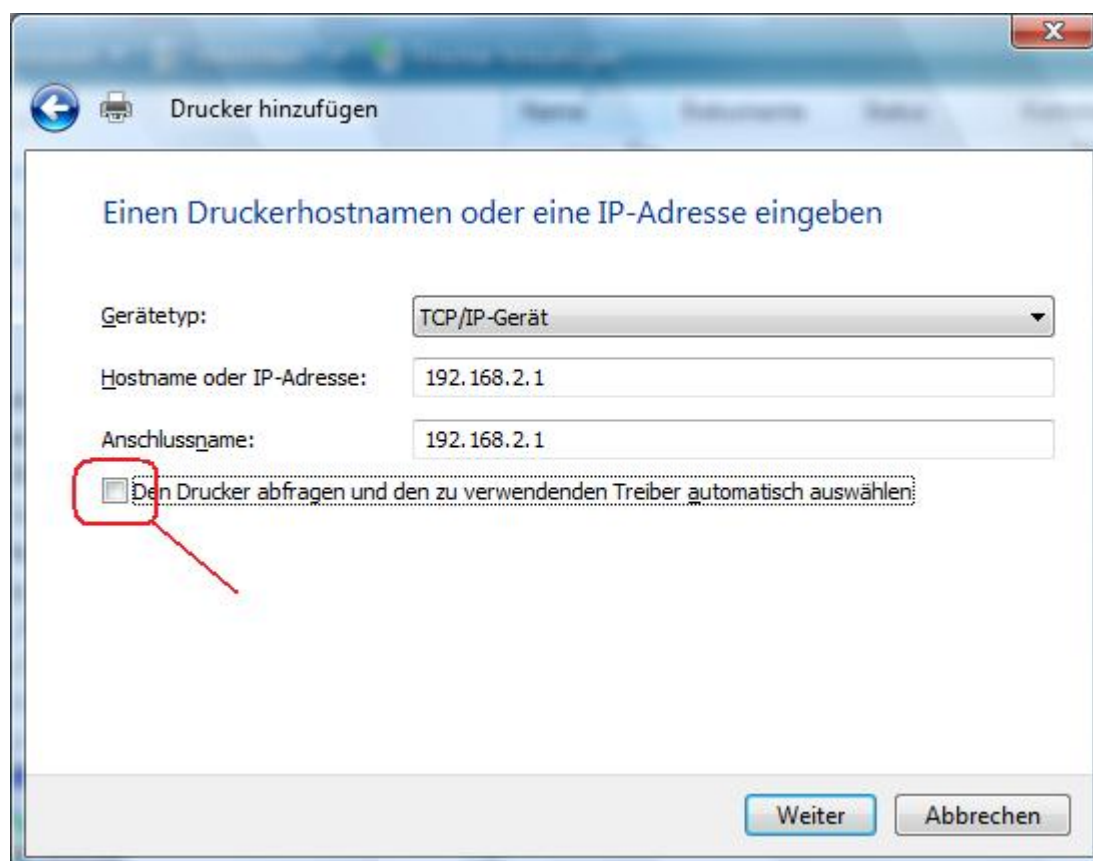 Drucker hinzufügen
Einen Druckerhostnamen oder eine IP-Adresse eingeben
Gerätetyp: TCP/IP-Gerät
Hostname oder IP-Adresse: 192.168.2.1
Anschlussname: 192.168.2.1
Den Drucker abfragen und den zu verwendenden Treiber automatisch auswählen
Weiter Abbrechen